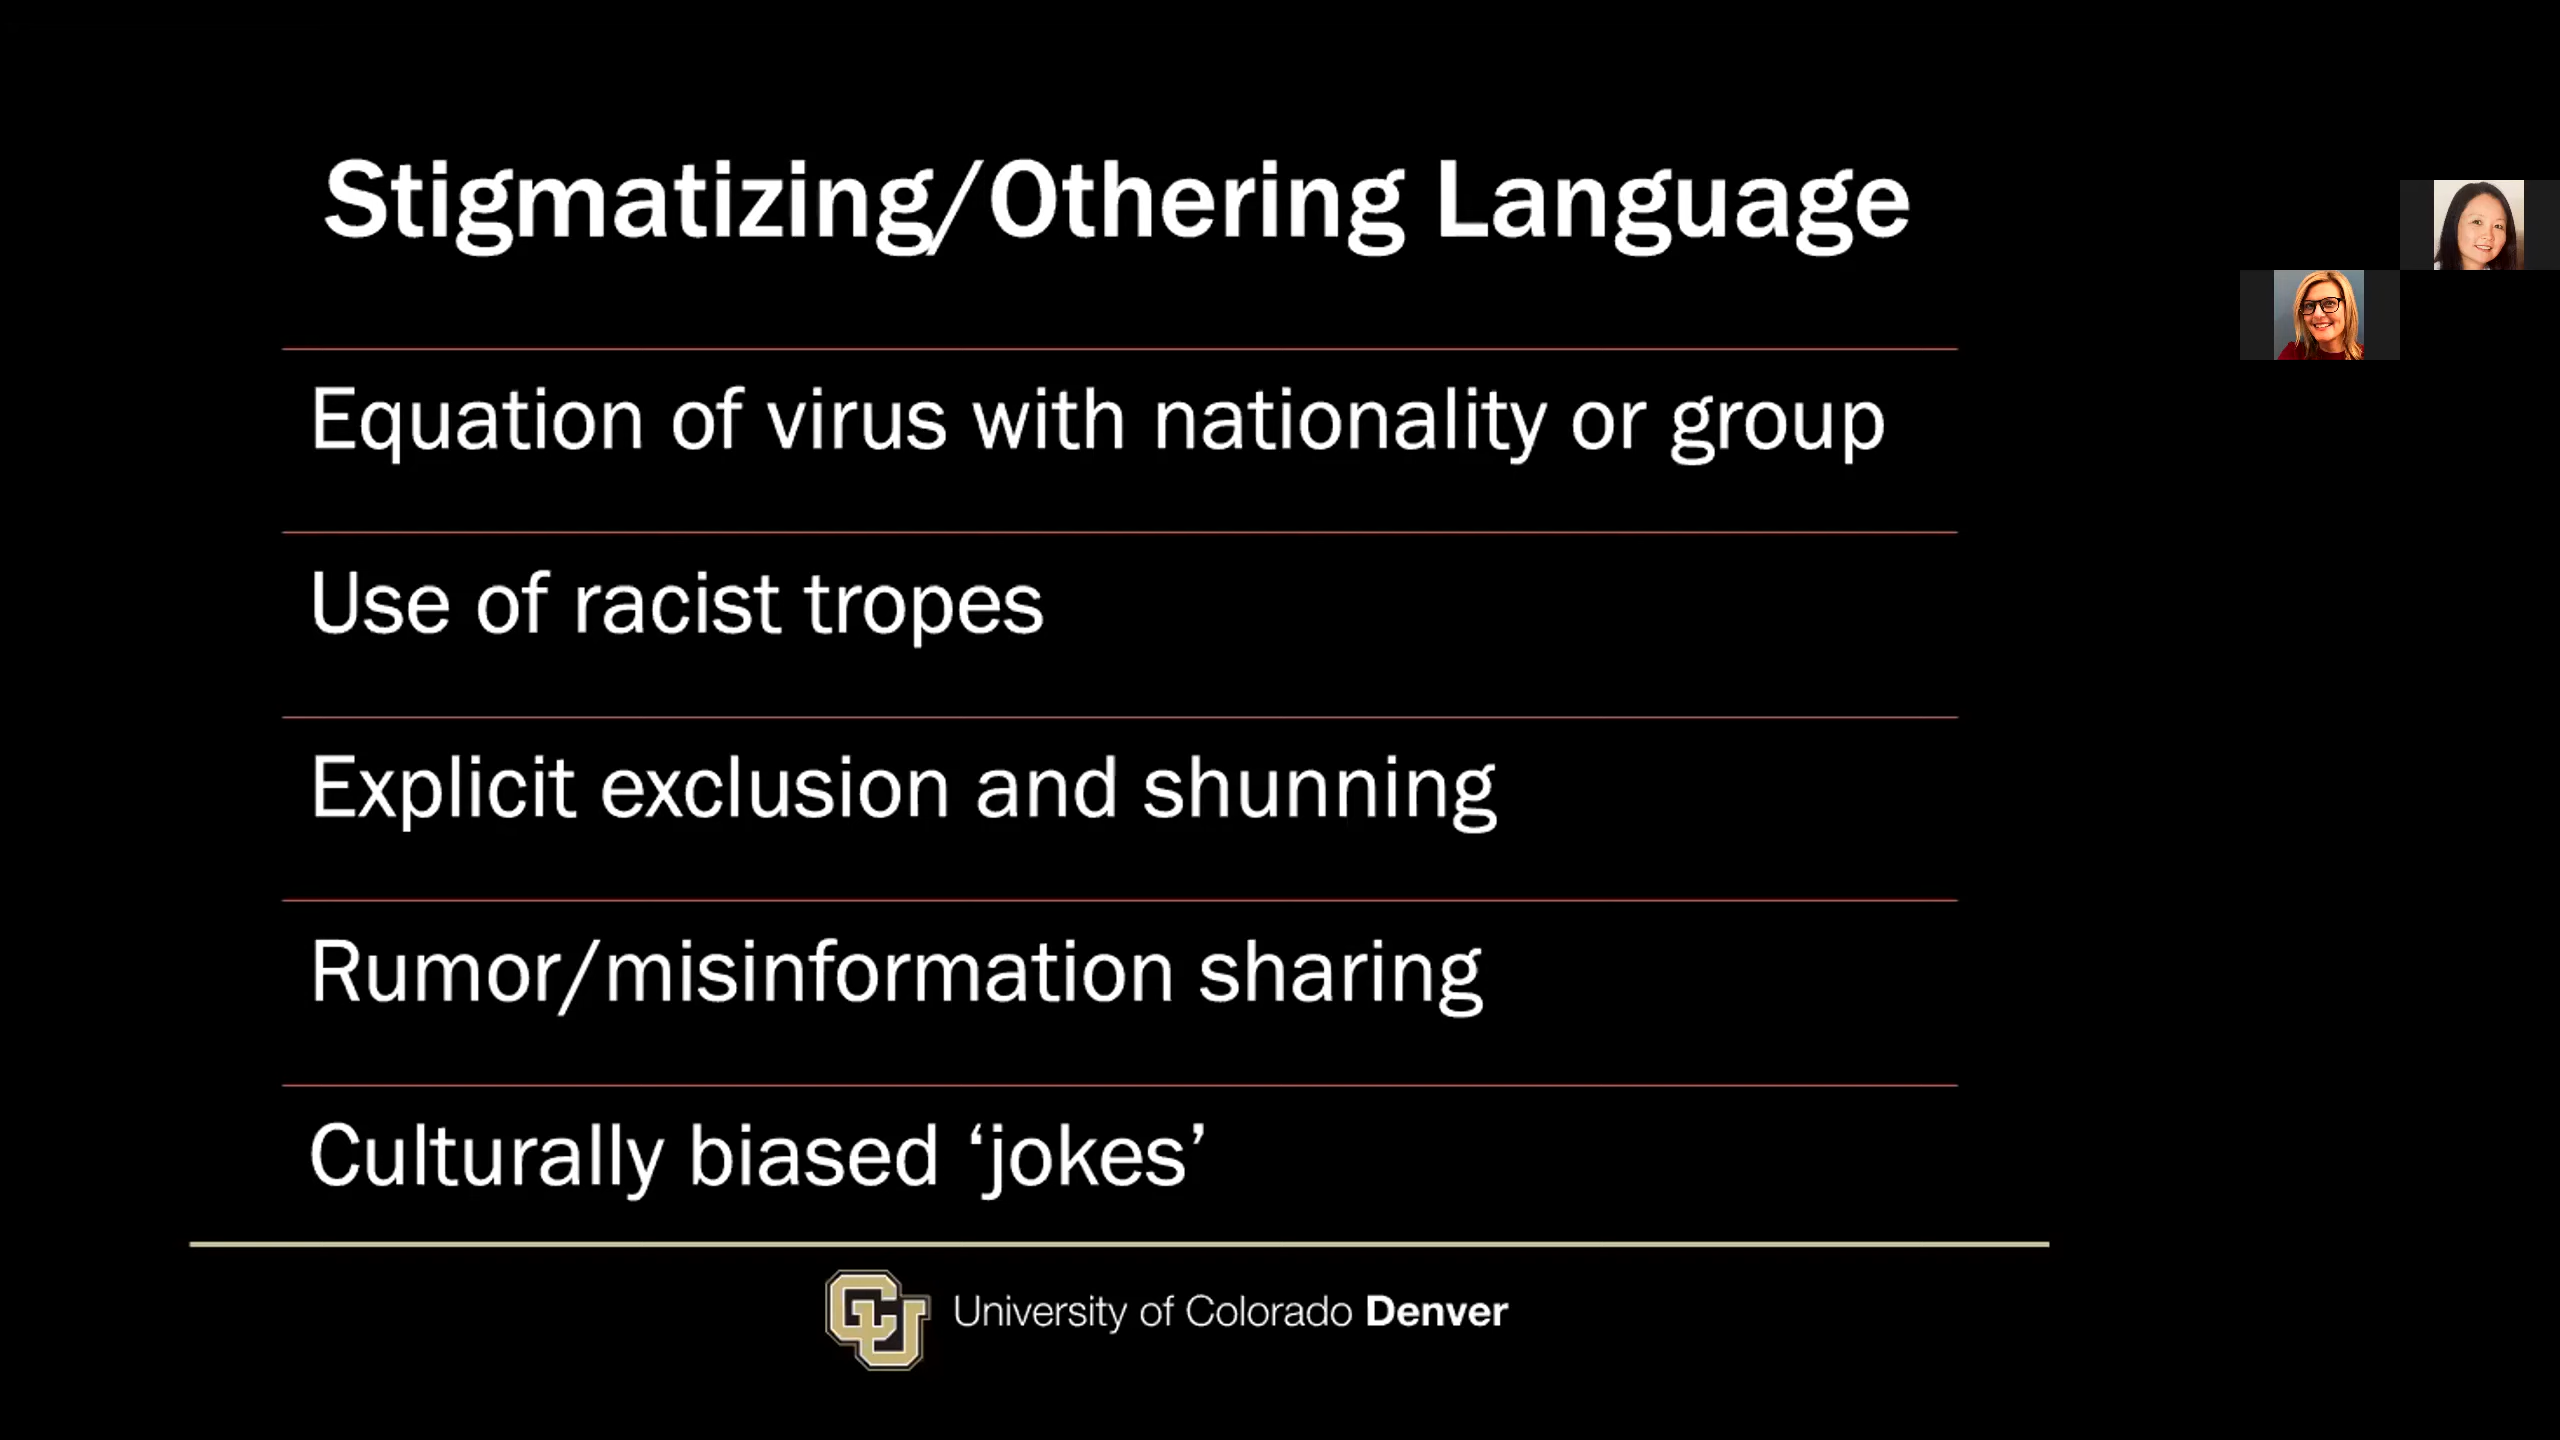 Stigmatizing/Othering Language
Equation of virus with nationality or group
Use of racist tropes
Explicit exclusion and shunning
Rumor/misinformation sharing
Culturally biased ‘jokes’
CU University of Colorado Denver